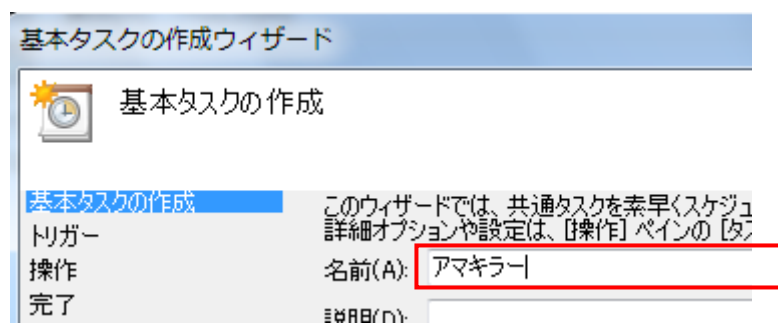 基本タスクの作成ウィザード
基本タスクの作成
基本タスクの作成
トリガー
操作
完了
このウィザードでは、共通タスクを素早くスケジュ
詳細オプションや設定は、[操作] ペインの [タス
名前(A): アマキラー
説明(D):